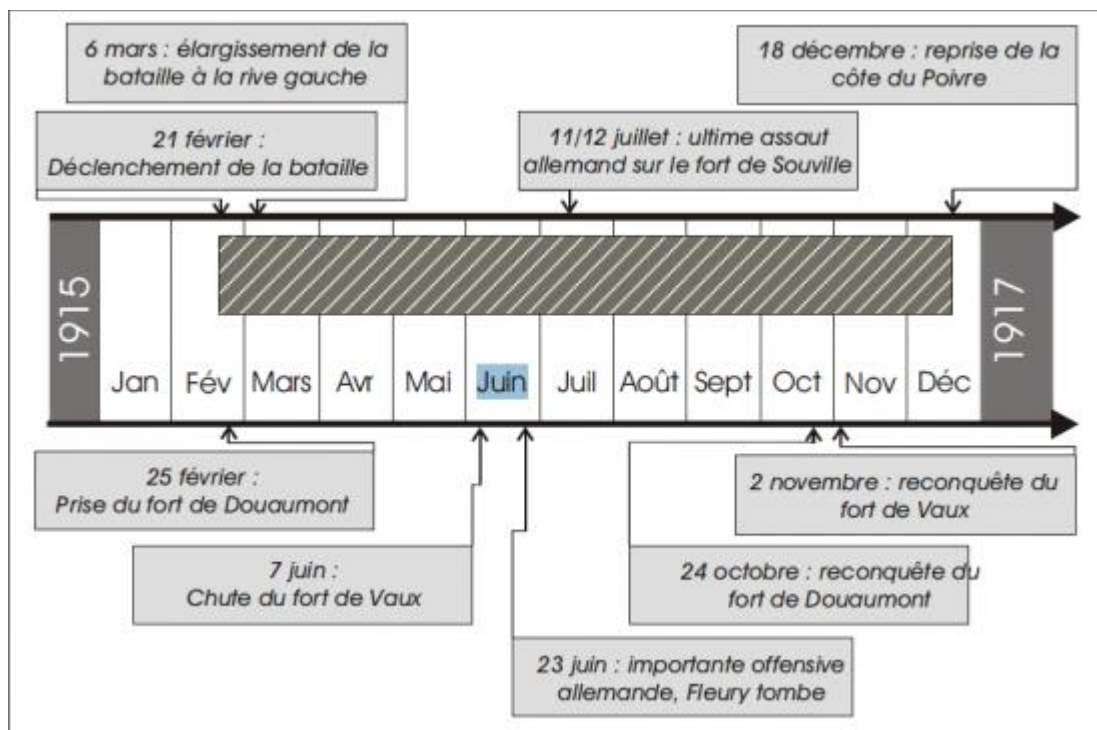 6 mars : élargissement de la
bataille à la rive gauche
18 décembre : reprise de la
côte du Poivre
21 février :
Déclenchement de la bataille
11/12 juillet : ultime assaut
allemand sur le fort de Souville
1915
Jan
Fév
Mars
Avr
Mai
Juin
Juil
Août
Sept
Oct
Nov
Déc
1917
25 février :
Prise du fort de Douaumont
2 novembre : reconquête du
fort de Vaux
7 juin :
Chute du fort de Vaux
24 octobre : reconquête du
fort de Douaumont
23 juin : importante offensive
allemande, Fleury tombe